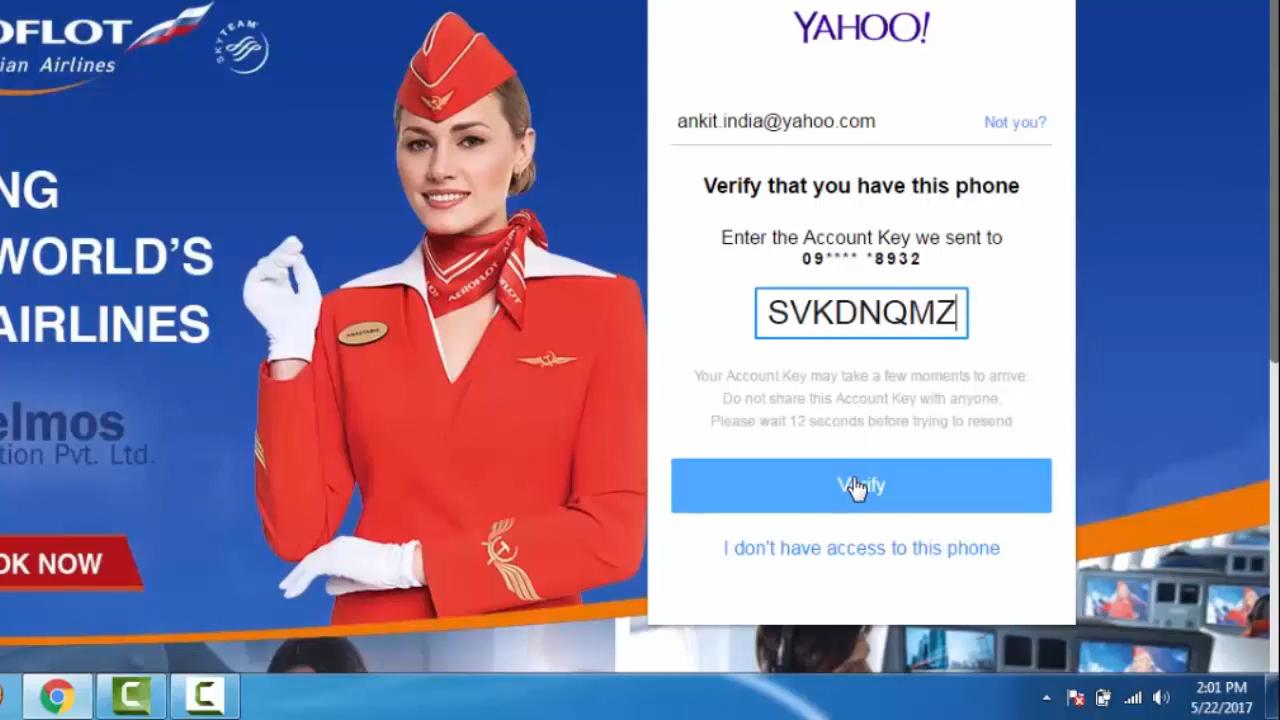 OFLOT
ian Airlines
SKYTEAM
NG
WORLD'S
AIRLINES
elmos
tion Pvt. Ltd.
OK NOW
AEROFLOT
YAHOO!
ankit.india@yahoo.com Not you?
Verify that you have this phone
Enter the Account Key we sent to
09**** *8932
SVKDNQMZ
Your Account Key may take a few moments to arrive.
Do not share this Account Key with anyone.
Please wait 12 seconds before trying to resend
Verify
I don't have access to this phone
2:01 PM
5/22/2017